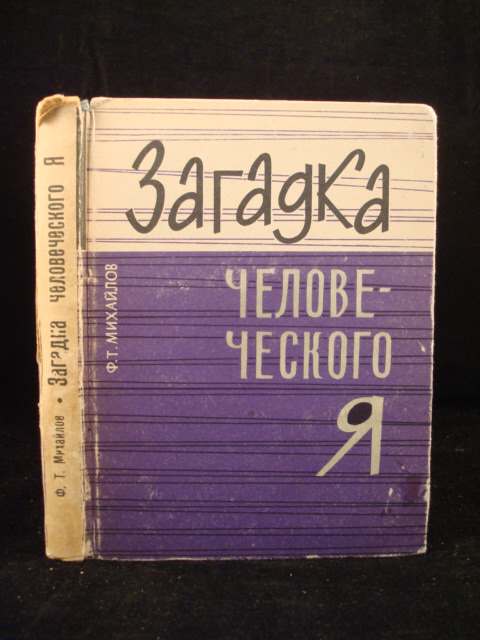 Ф. Т. Михайлов • Загадка человеческого Я
Загадка
Ф.Т. МИХАЙЛОВ
ЧЕЛОВЕ-
ЧЕСКОГО
Я